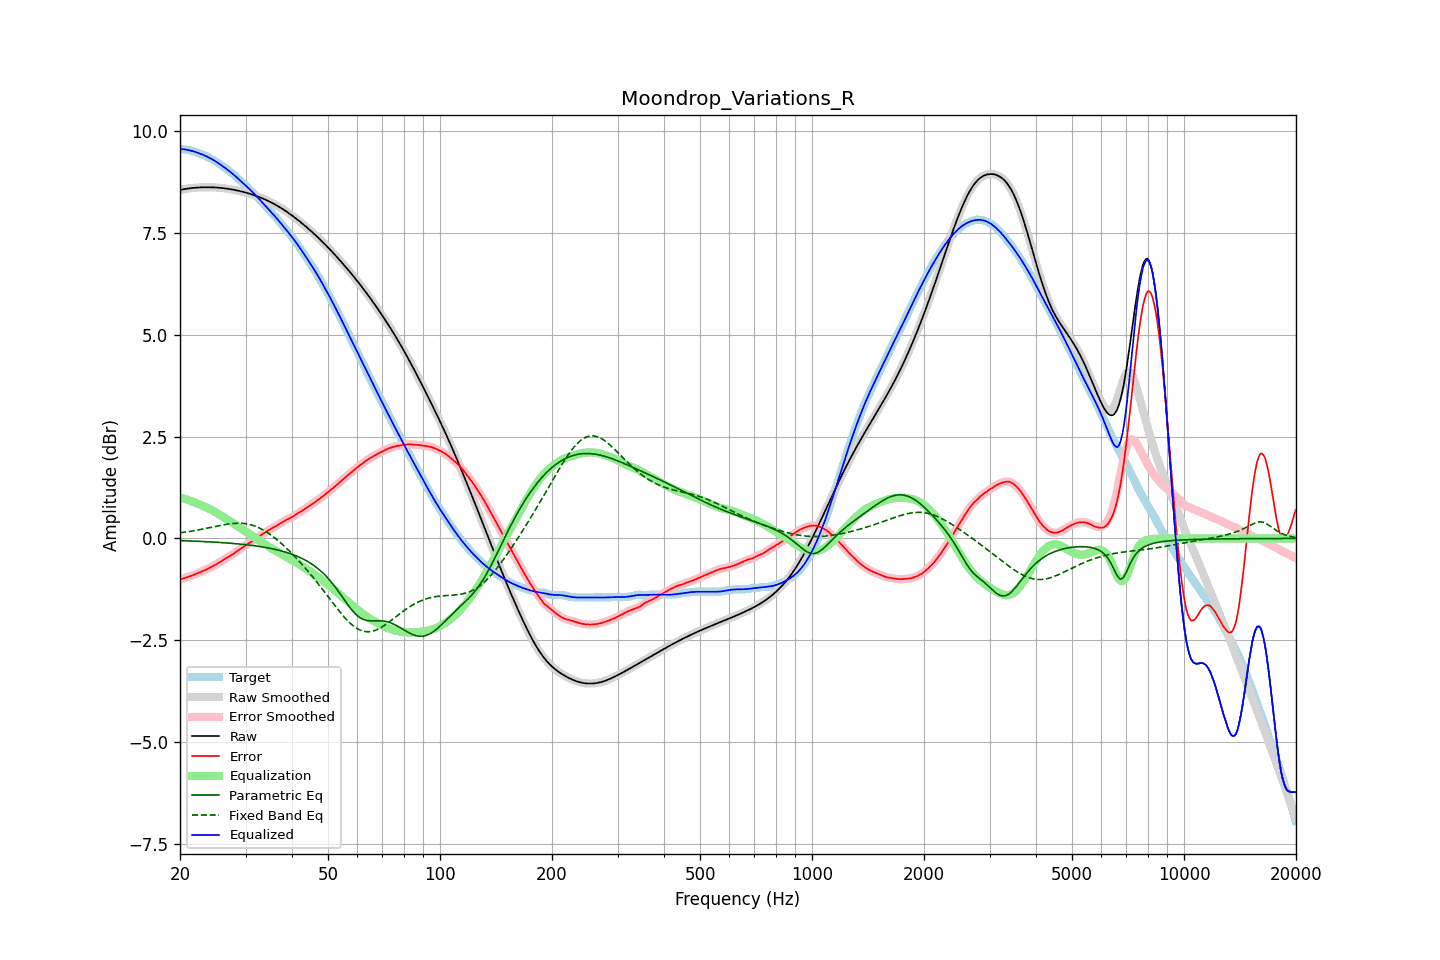 Moondrop_Variations_R
10.0
7.5
5.0
2.5
0.0
−2.5
−5.0
−7.5
Amplitude (dBr)
Target
Raw Smoothed
Error Smoothed
Raw
Error
Equalization
Parametric Eq
Fixed Band Eq
Equalized
20 50 100 200 500 1000 2000 5000 10000 20000
Frequency (Hz)